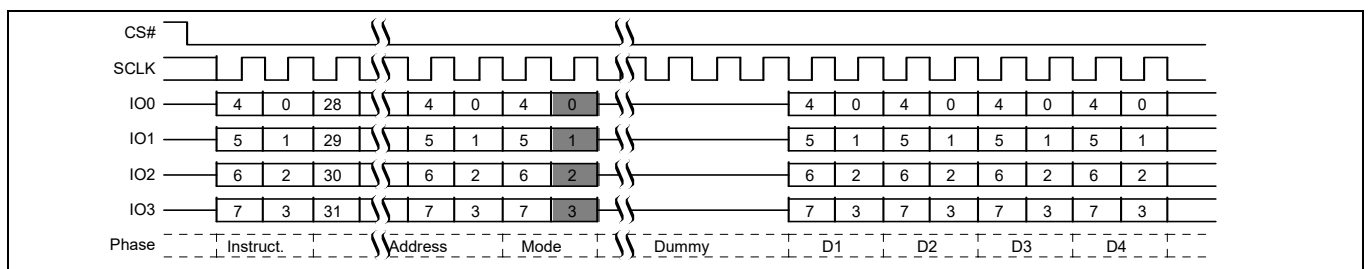 CS#
SCLK
IO0 4 0 28 4 0 4 0 4 0 4 0 4 0 4 0
IO1 5 1 29 5 1 5 1 5 1 5 1 5 1 5 1
IO2 6 2 30 6 2 6 2 6 2 6 2 6 2 6 2
IO3 7 3 31 7 3 7 3 7 3 7 3 7 3 7 3
Phase Instruct. Address Mode Dummy D1 D2 D3 D4